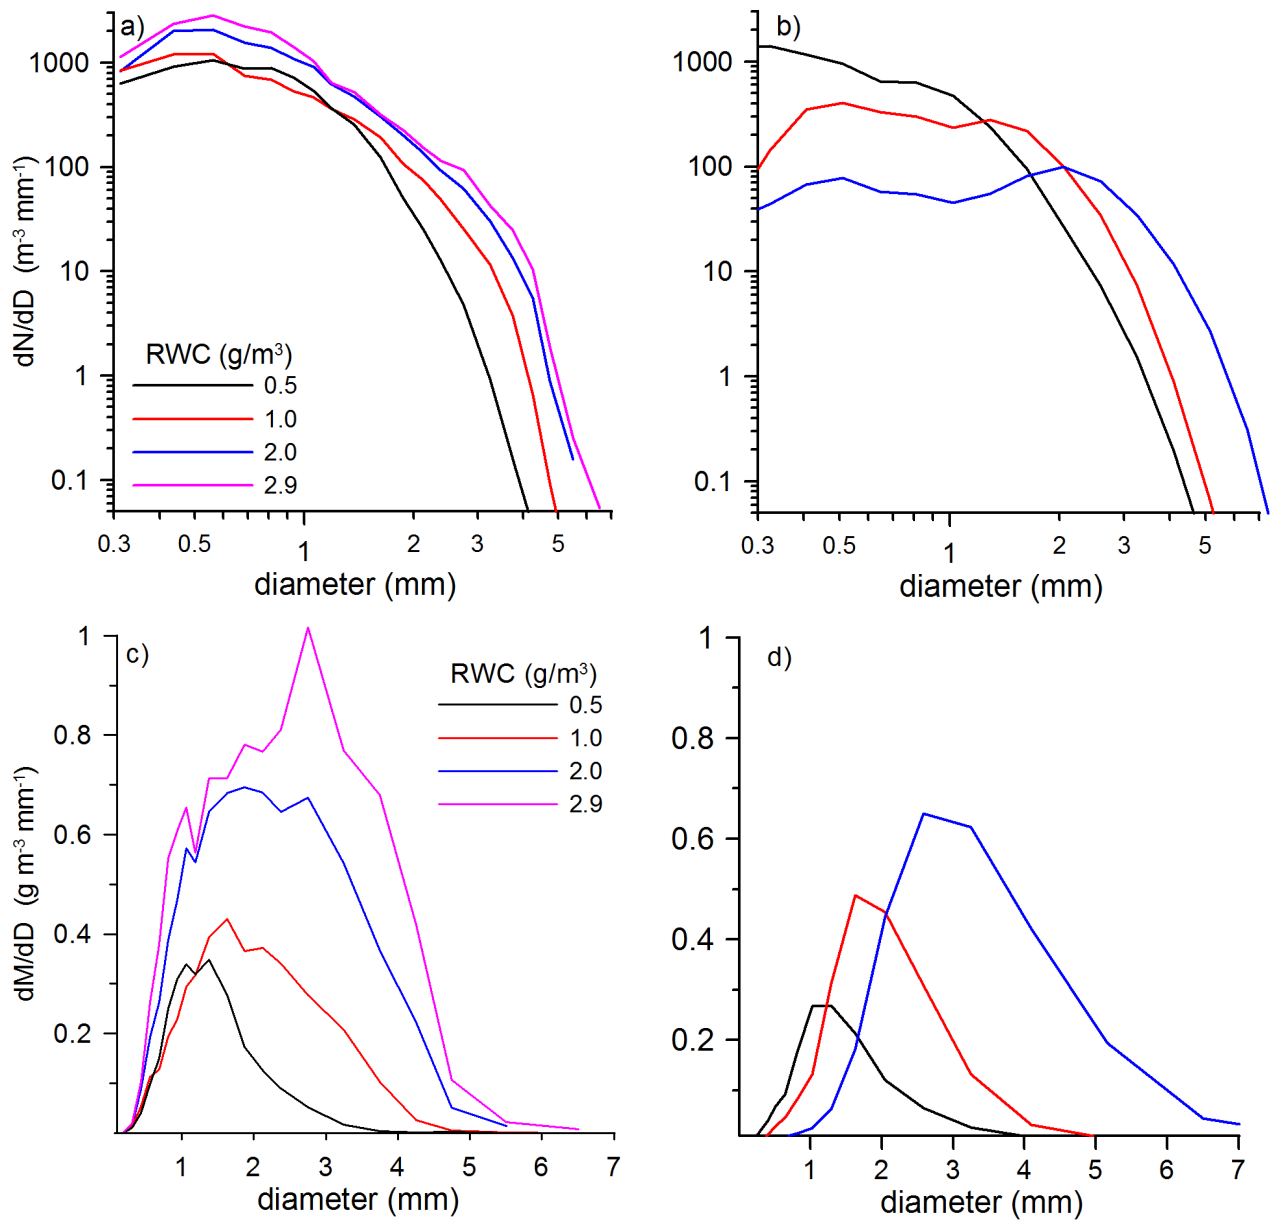 a)
1000
100
10
1
0.1
dN/dD (m⁻³ mm⁻¹)
RWC (g/m³)
0.5
1.0
2.0
2.9
0.3 0.5 1 2 3 5
diameter (mm)
b)
1000
100
10
1
0.1
0.3 0.5 1 2 3 5
diameter (mm)
c)
1
0.8
0.6
0.4
0.2
dM/dD (g m⁻³ mm⁻¹)
RWC (g/m³)
0.5
1.0
2.0
2.9
1 2 3 4 5 6 7
diameter (mm)
d)
1
0.8
0.6
0.4
0.2
1 2 3 4 5 6 7
diameter (mm)